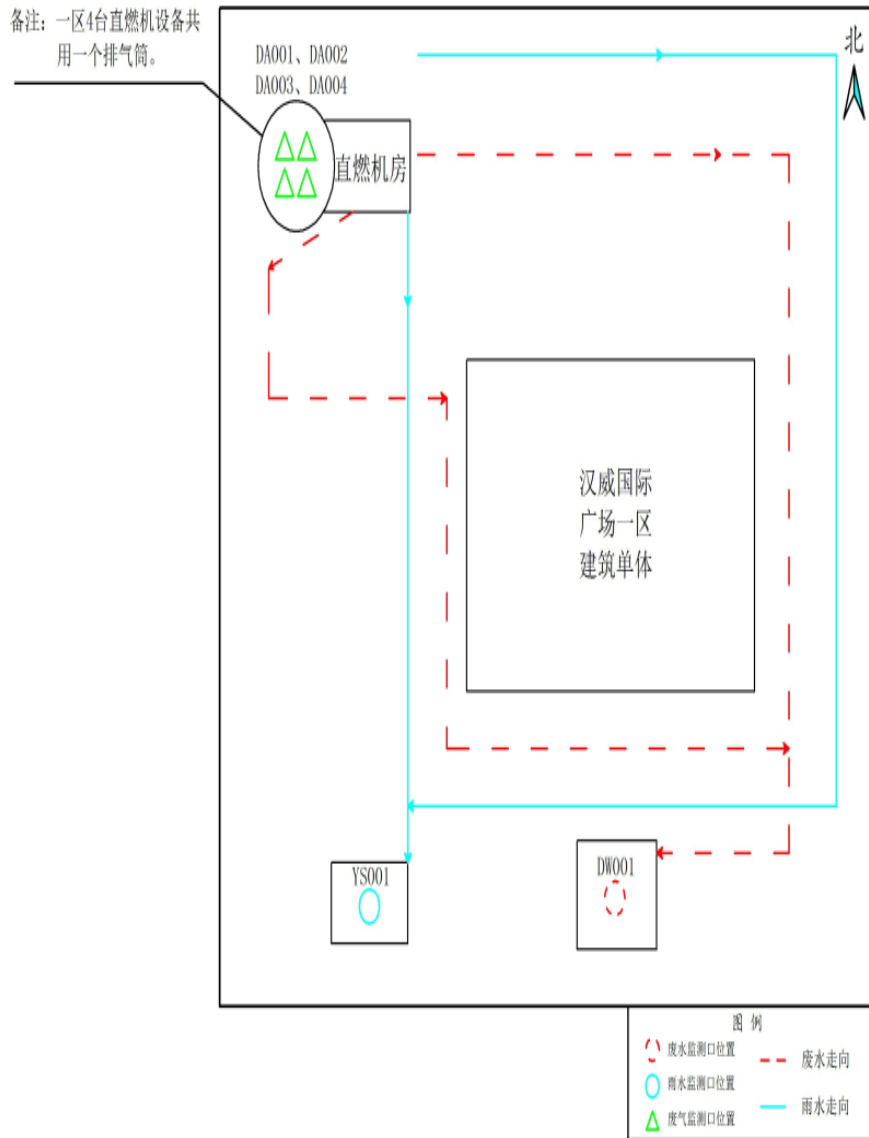 备注：一区4台直燃机设备共
用一个排气筒。
DA001、DA002
DA003、DA004
北
直燃机房
汉威国际
广场一区
建筑单体
YS001
DW001
图 例
废水监测口位置
废水走向
雨水监测口位置
雨水走向
废气监测口位置